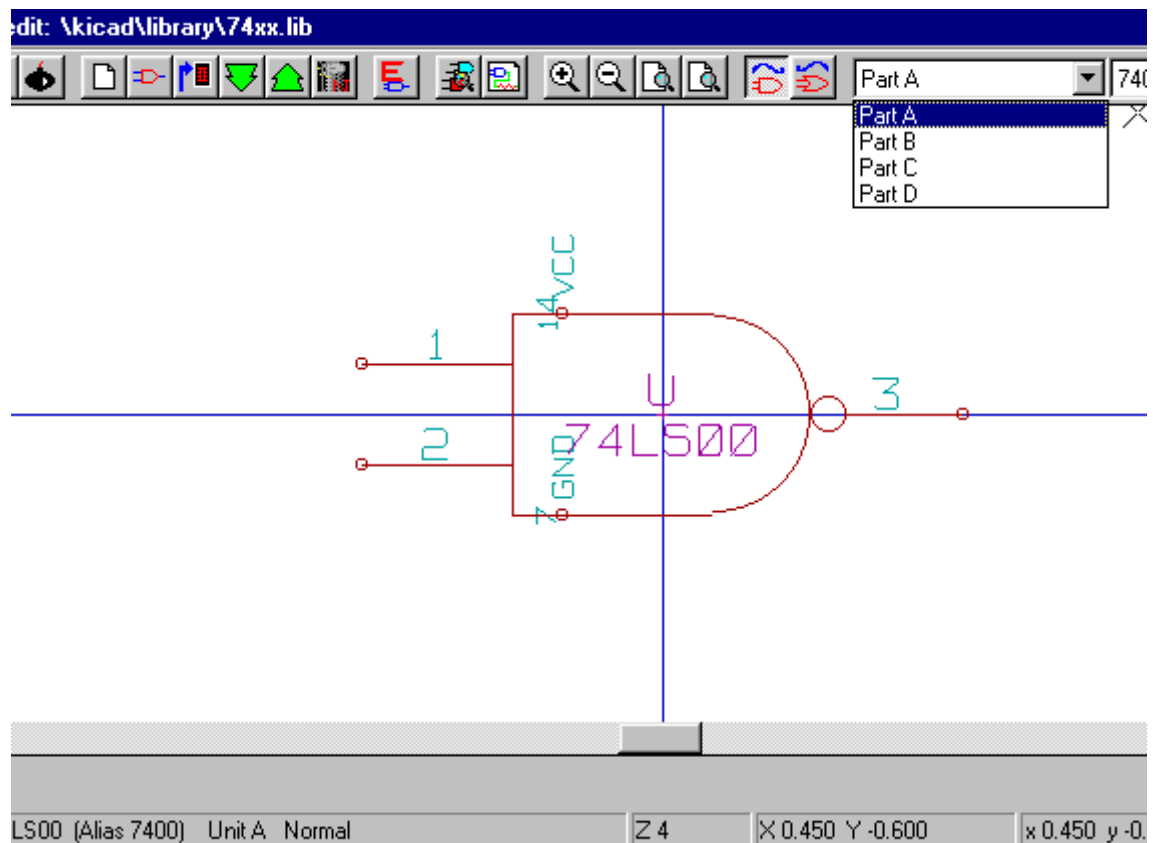 edit: \kicad\library\74xx.lib
Part A
740
Part A
Part B
Part C
Part D
VCC
14
1
U
3
2
74LS00
GND
7
LS00 (Alias 7400) Unit A Normal
Z 4
X 0.450 Y -0.600
x 0.450 y -0.